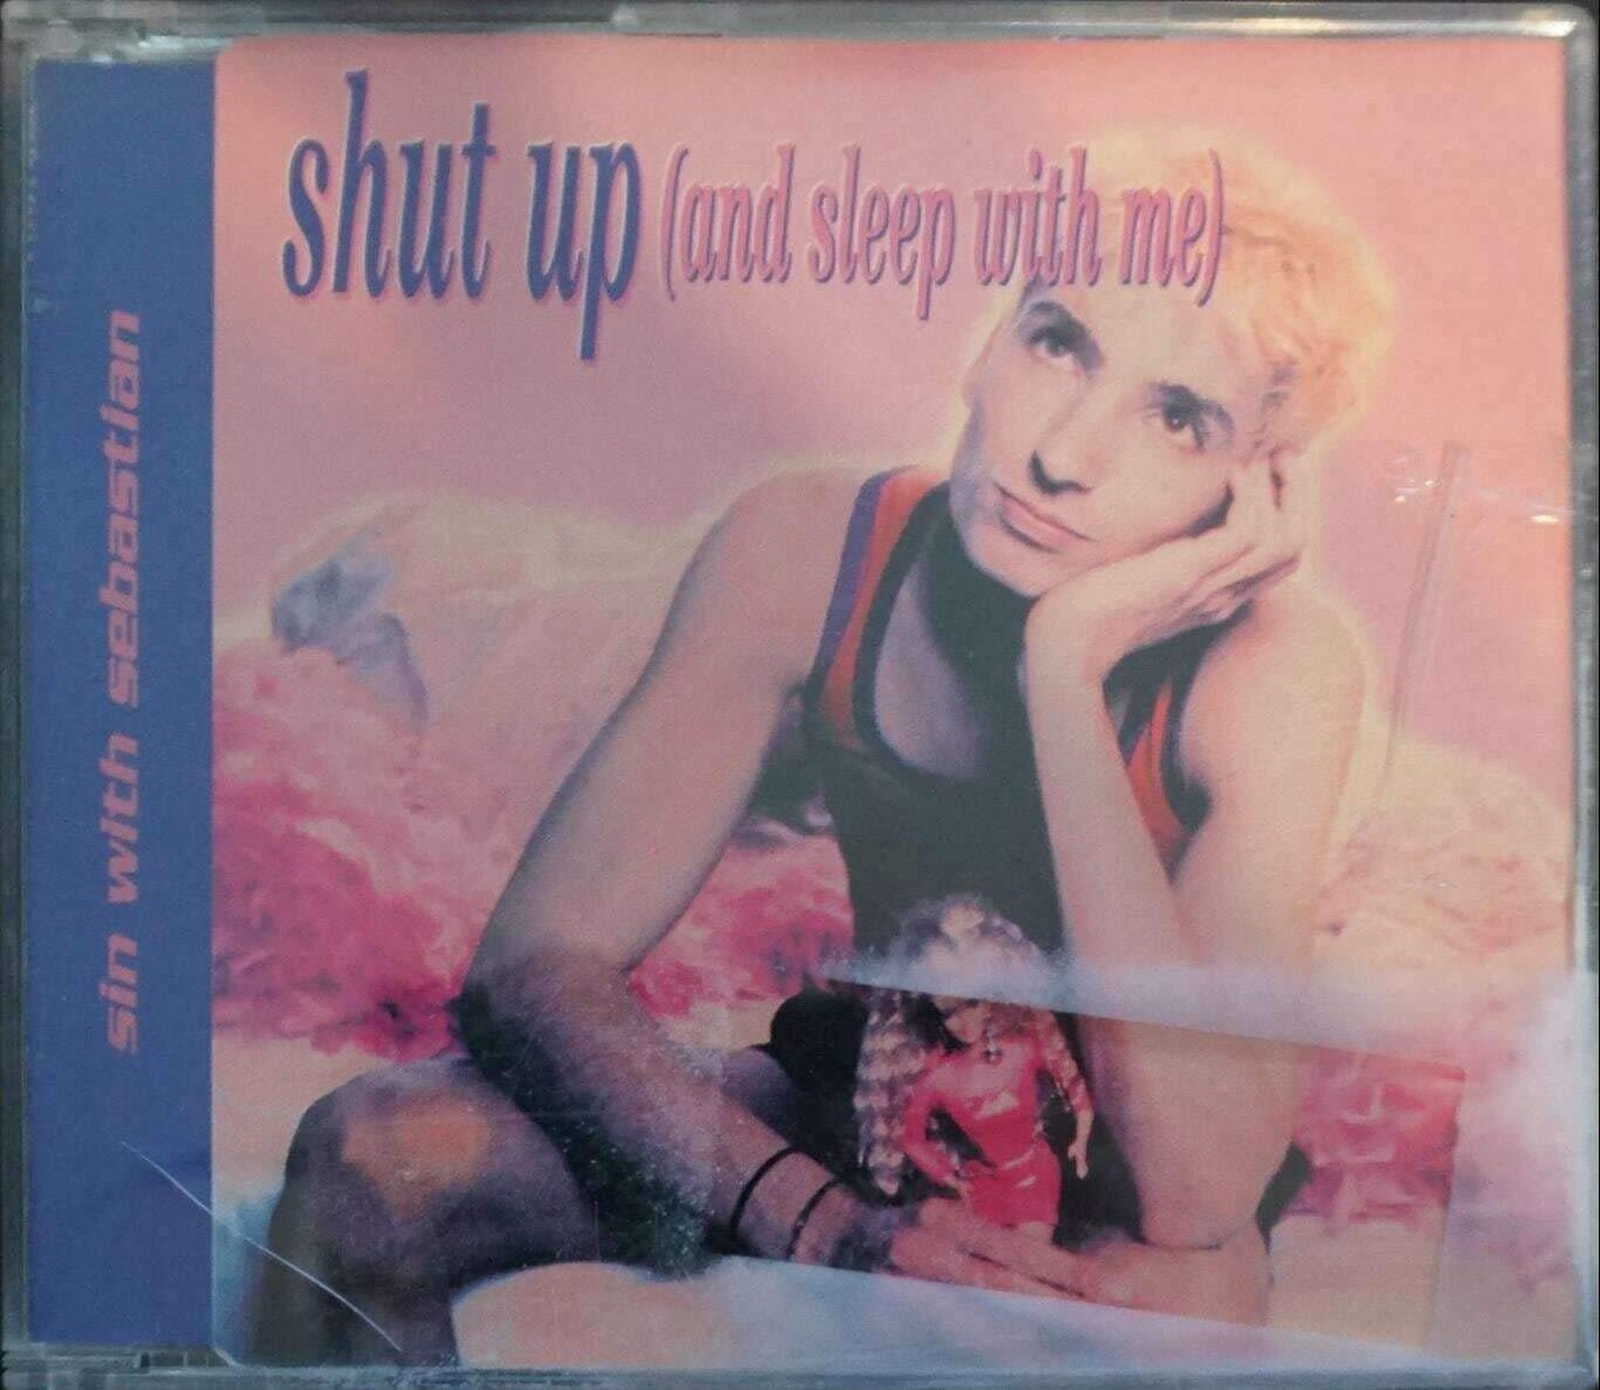 shut up (and sleep with me)
sin with sebastian